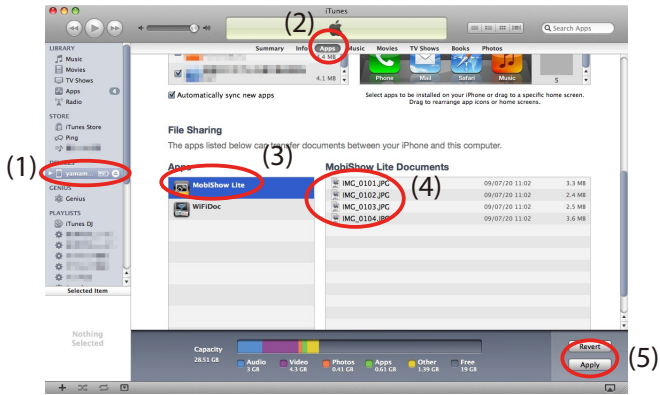 iTunes
Search Apps
(2)
Summary Info Apps Music Movies TV Shows Books Photos
LIBRARY
Music
Movies
TV Shows
Apps 4
Radio
STORE
iTunes Store
Ping
DEVICES
(1)
yamam...
GENIUS
Genius
PLAYLISTS
iTunes DJ
Selected Item
Nothing
Selected
4.4 MB
4.1 MB
Phone Mail Safari Music
5
Automatically sync new apps
Select apps to be installed on your iPhone or drag to a specific home screen.
Drag to rearrange app icons or home screens.
File Sharing
The apps listed below can transfer documents between your iPhone and this computer.
(3)
Apps
MobiShow Lite
WiFiDoc
MobiShow Lite Documents
(4)
IMG_0101.JPG 09/07/20 11:02 3.3 MB
IMG_0102.JPG 09/07/20 11:02 2.4 MB
IMG_0103.JPG 09/07/20 11:02 2.5 MB
IMG_0104.JPG 09/07/20 11:02 3.6 MB
Capacity
28.51 GB
Audio
3 GB
Video
4.3 GB
Photos
0.41 GB
Apps
0.61 GB
Other
1.39 GB
Free
19 GB
Revert
Apply
(5)